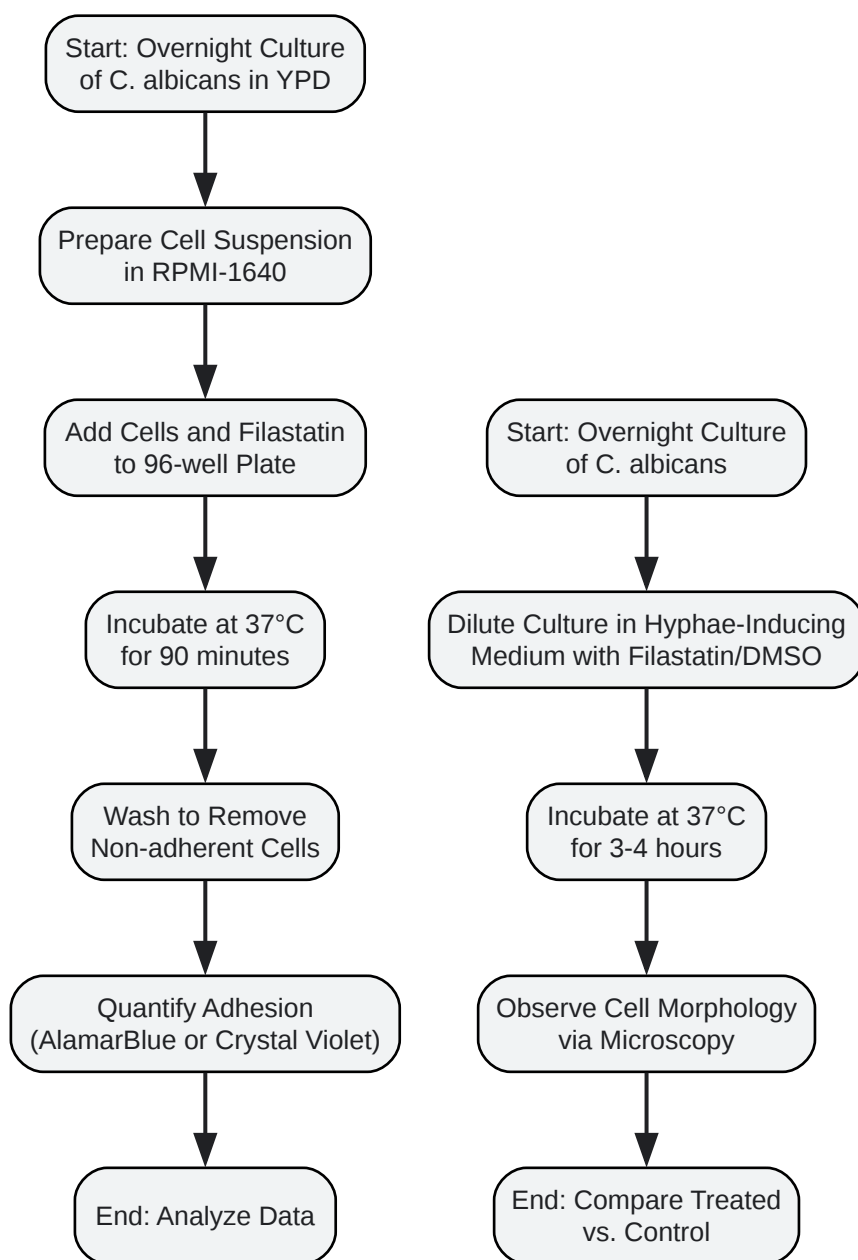 Start: Overnight Culture
of C. albicans in YPD
Prepare Cell Suspension
in RPMI-1640
Add Cells and Filastatin
to 96-well Plate
Incubate at 37°C
for 90 minutes
Wash to Remove
Non-adherent Cells
Quantify Adhesion
(AlamarBlue or Crystal Violet)
End: Analyze Data
Start: Overnight Culture
of C. albicans
Dilute Culture in Hyphae-Inducing
Medium with Filastatin/DMSO
Incubate at 37°C
for 3-4 hours
Observe Cell Morphology
via Microscopy
End: Compare Treated
vs. Control